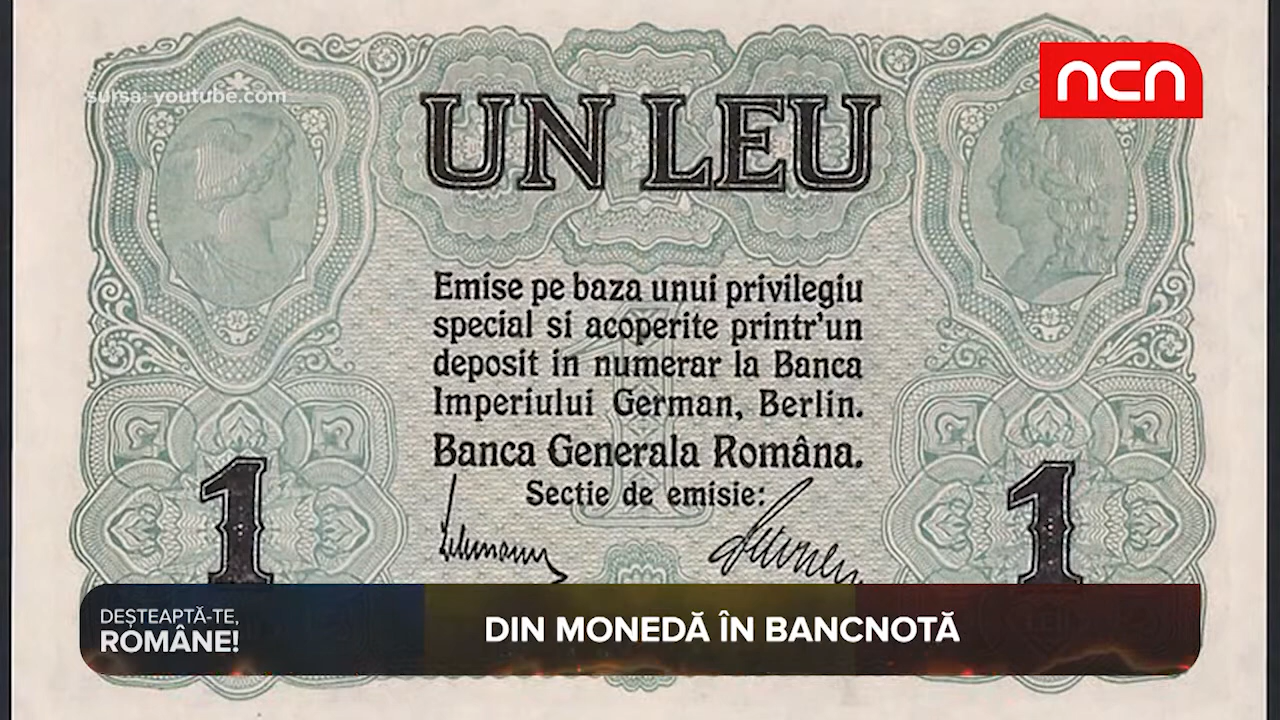 sursa: youtube.com
ncn
UN LEU
Emise pe baza unui privilegiu
special si acoperite printr'un
deposit in numerar la Banca
Imperiului German, Berlin.
Banca Generala Româna.
Sectie de emisie:
1
1
DEȘTEAPTĂ-TE,
ROMÂNE!
DIN MONEDĂ ÎN BANCNOTĂ